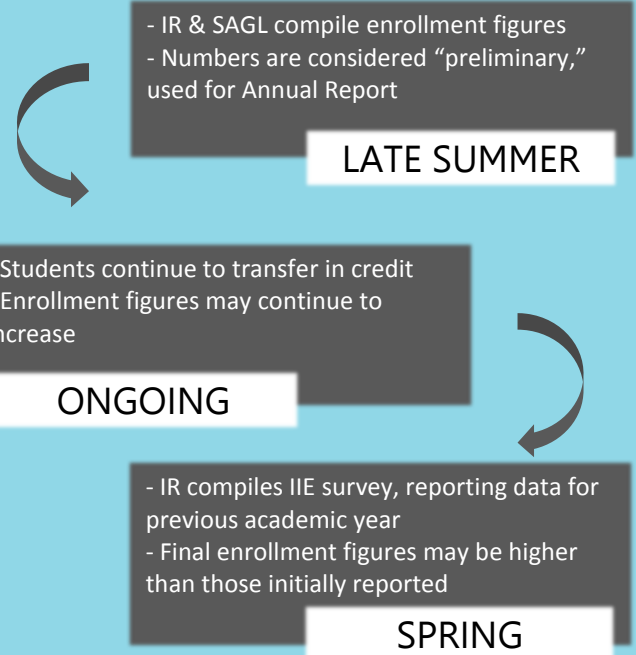 - IR & SAGL compile enrollment figures
- Numbers are considered “preliminary,”
used for Annual Report
LATE SUMMER
Students continue to transfer in credit
Enrollment figures may continue to
ncrease
ONGOING
- IR compiles IIE survey, reporting data for
previous academic year
- Final enrollment figures may be higher
than those initially reported
SPRING